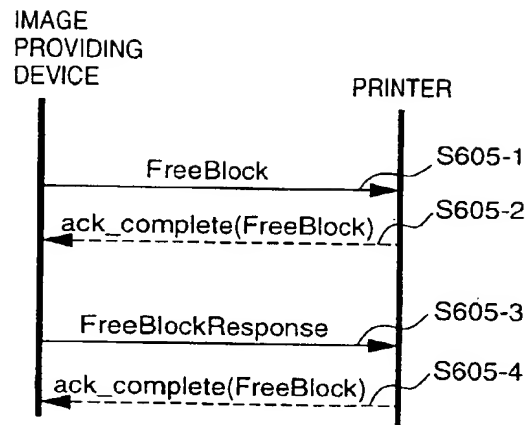 IMAGE
PROVIDING
DEVICE
PRINTER
S605-1
FreeBlock
S605-2
ack_complete(FreeBlock)
S605-3
FreeBlockResponse
S605-4
ack_complete(FreeBlock)